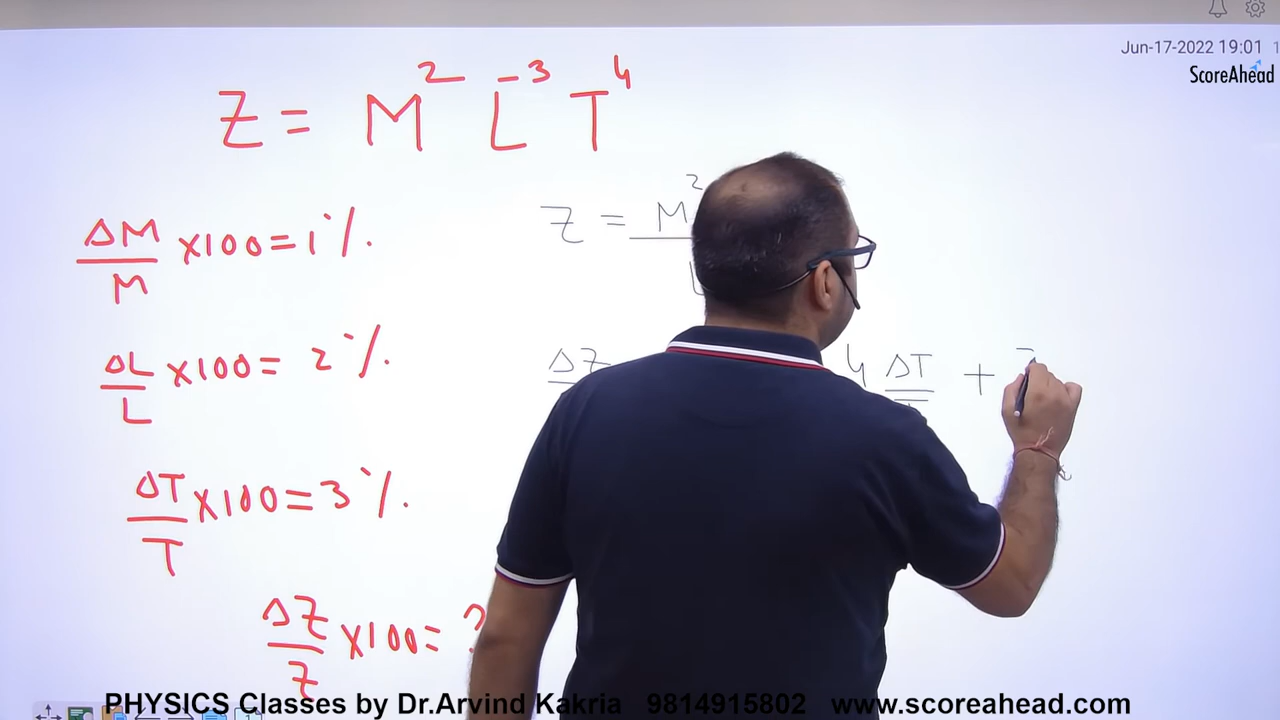 Jun-17-2022 19:01
ScoreAhead
Z = M² L⁻³ T⁴
ΔM/M ×100 = 1%.
ΔL/L ×100 = 2%.
ΔT/T ×100 = 3%.
ΔZ/Z ×100 = ?
Z = M²
ΔZ 4 ΔT/T +
PHYSICS Classes by Dr.Arvind Kakria 9814915802 www.scoreahead.com